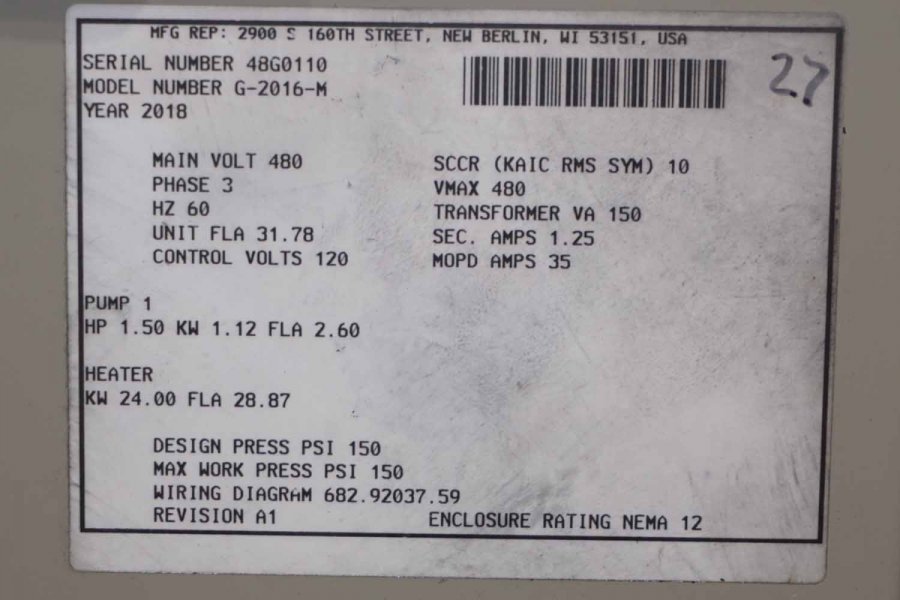 MFG REP: 2900 S 160TH STREET, NEW BERLIN, WI 53151, USA
SERIAL NUMBER 48G0110
MODEL NUMBER G-2016-M
YEAR 2018
27
MAIN VOLT 480
PHASE 3
HZ 60
UNIT FLA 31.78
CONTROL VOLTS 120
SCCR (KAIC RMS SYM) 10
VMAX 480
TRANSFORMER VA 150
SEC. AMPS 1.25
MOPD AMPS 35
PUMP 1
HP 1.50 KW 1.12 FLA 2.60
HEATER
KW 24.00 FLA 28.87
DESIGN PRESS PSI 150
MAX WORK PRESS PSI 150
WIRING DIAGRAM 682.92037.59
REVISION A1
ENCLOSURE RATING NEMA 12